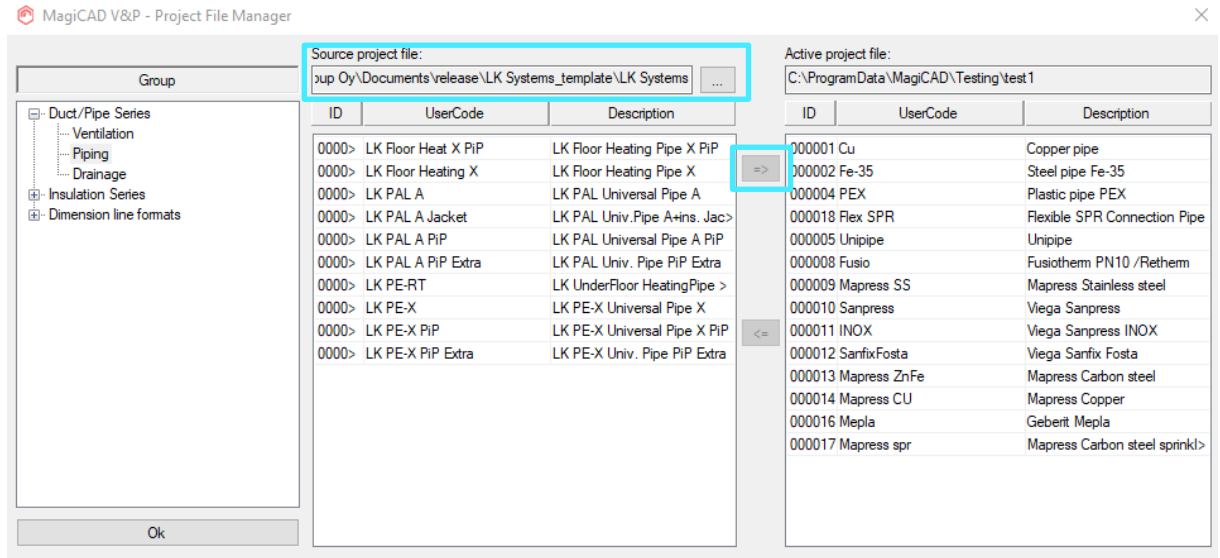 MagiCAD V&P - Project File Manager
Group
Duct/Pipe Series
Ventilation
Piping
Drainage
Insulation Series
Dimension line formats
Ok
Source project file:
oup Oy\Documents\release\LK Systems_template\LK Systems ...
ID UserCode Description
0000> LK Floor Heat X PiP LK Floor Heating Pipe X PiP
0000> LK Floor Heating X LK Floor Heating Pipe X
0000> LK PAL A LK PAL Universal Pipe A
0000> LK PAL A Jacket LK PAL Univ.Pipe A+ins. Jac>
0000> LK PAL A PiP LK PAL Universal Pipe A PiP
0000> LK PAL A PiP Extra LK PAL Univ. Pipe PiP Extra
0000> LK PE-RT LK UnderFloor HeatingPipe >
0000> LK PE-X LK PE-X Universal Pipe X
0000> LK PE-X PiP LK PE-X Universal Pipe X PiP
0000> LK PE-X PiP Extra LK PE-X Univ. Pipe PiP Extra
=>
<=
Active project file:
C:\ProgramData\MagiCAD\Testing\test1
ID UserCode Description
000001 Cu Copper pipe
000002 Fe-35 Steel pipe Fe-35
000004 PEX Plastic pipe PEX
000018 Flex SPR Flexible SPR Connection Pipe
000005 Unipipe Unipipe
000008 Fusio Fusiotherm PN10 /Retherm
000009 Mapress SS Mapress Stainless steel
000010 Sanpress Viega Sanpress
000011 INOX Viega Sanpress INOX
000012 SanfixFosta Viega Sanfix Fosta
000013 Mapress ZnFe Mapress Carbon steel
000014 Mapress CU Mapress Copper
000016 Mepla Geberit Mepla
000017 Mapress spr Mapress Carbon steel sprinkl>